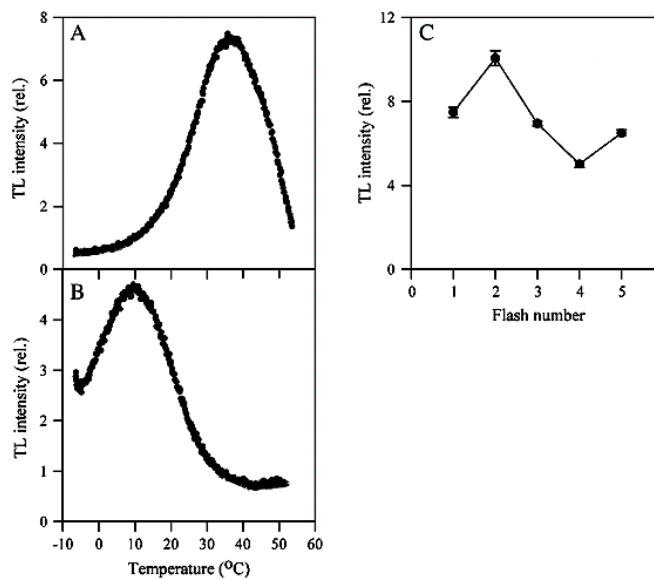 A
TL intensity (rel.)
8
6
4
2
0
B
TL intensity (rel.)
4
3
2
1
0
-10 0 10 20 30 40 50 60
Temperature (ºC)
C
TL intensity (rel.)
12
8
4
0
0 1 2 3 4 5
Flash number